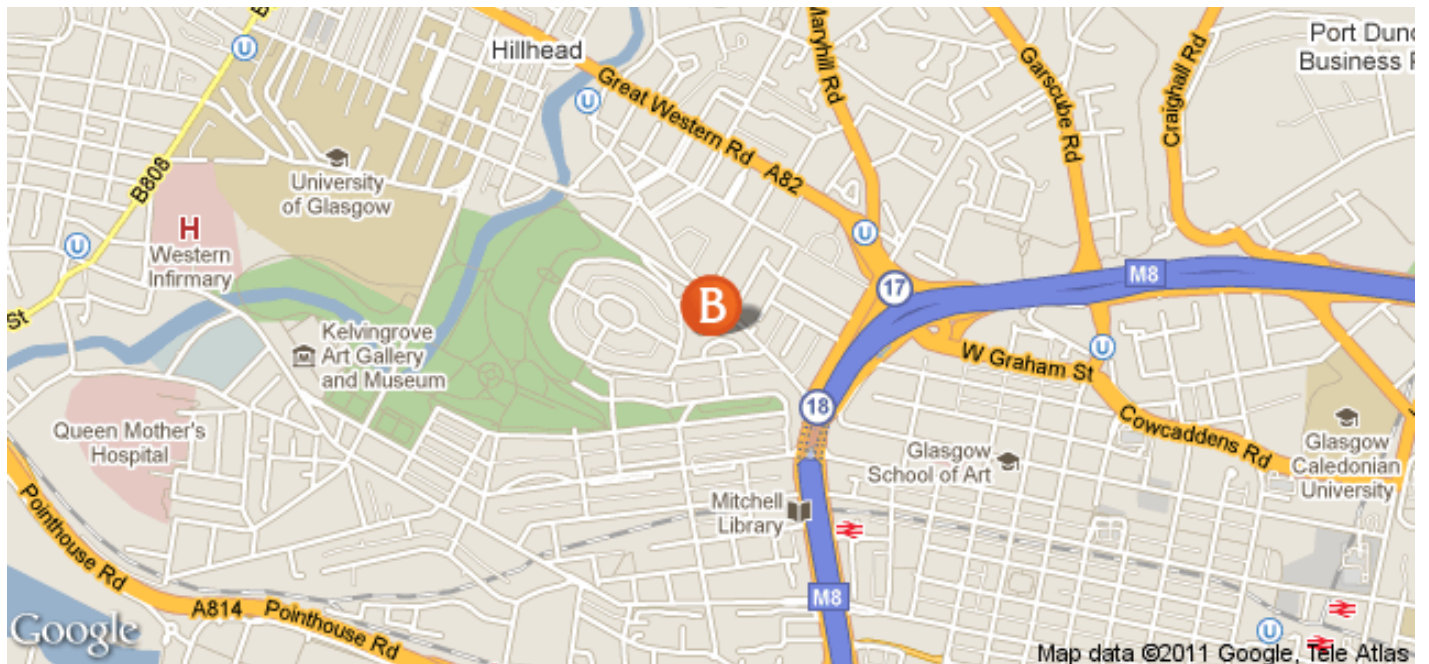 B
Hillhead
Port Dund
Business P
Maryhill Rd
Garscube Rd
Craighall Rd
U
Great Western Rd A82
U
B808
University
of Glasgow
H
Western
Infirmary
U
U
St
17
M8
B
Kelvingrove
Art Gallery
and Museum
M
U
W Graham St
18
Cowcaddens Rd
Queen Mother's
Hospital
Glasgow
School of Art
Glasgow
Caledonian
University
Mitchell
Library
Pointhouse Rd
A814
Pointhouse Rd
M8
U
Google
Map data ©2011 Google, Tele Atlas